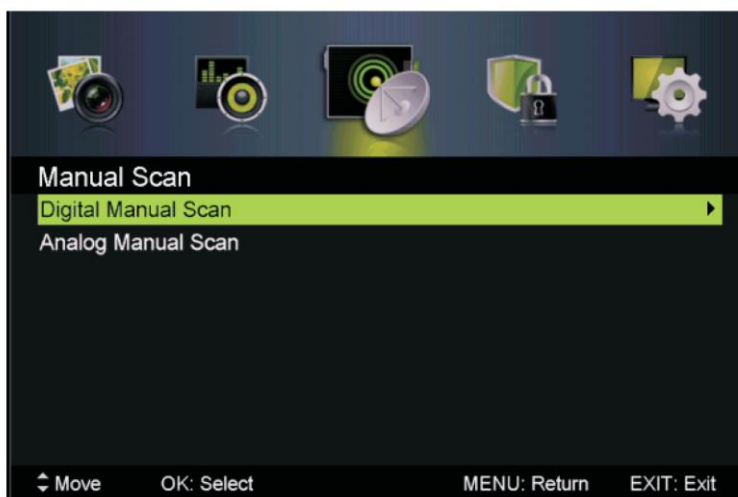 Manual Scan
Digital Manual Scan
Analog Manual Scan
Move OK: Select MENU: Return EXIT: Exit